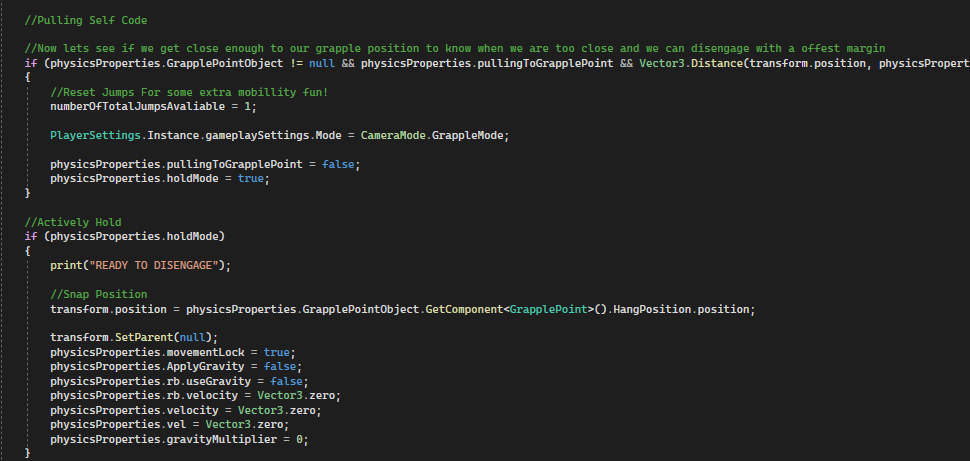 //Pulling Self Code
//Now lets see if we get close enough to our grapple position to know when we are too close and we can disengage with a offest margin
if (physicsProperties.GrapplePointObject != null && physicsProperties.pullingToGrapplePoint && Vector3.Distance(transform.position, physicsPropert
{
//Reset Jumps For some extra mobillity fun!
numberOfTotalJumpsAvaliable = 1;
PlayerSettings.Instance.gameplaySettings.Mode = CameraMode.GrappleMode;
physicsProperties.pullingToGrapplePoint = false;
physicsProperties.holdMode = true;
}
//Actively Hold
if (physicsProperties.holdMode)
{
print("READY TO DISENGAGE");
//Snap Position
transform.position = physicsProperties.GrapplePointObject.GetComponent<GrapplePoint>().HangPosition.position;
transform.SetParent(null);
physicsProperties.movementLock = true;
physicsProperties.ApplyGravity = false;
physicsProperties.rb.useGravity = false;
physicsProperties.rb.velocity = Vector3.zero;
physicsProperties.velocity = Vector3.zero;
physicsProperties.vel = Vector3.zero;
physicsProperties.gravityMultiplier = 0;
}